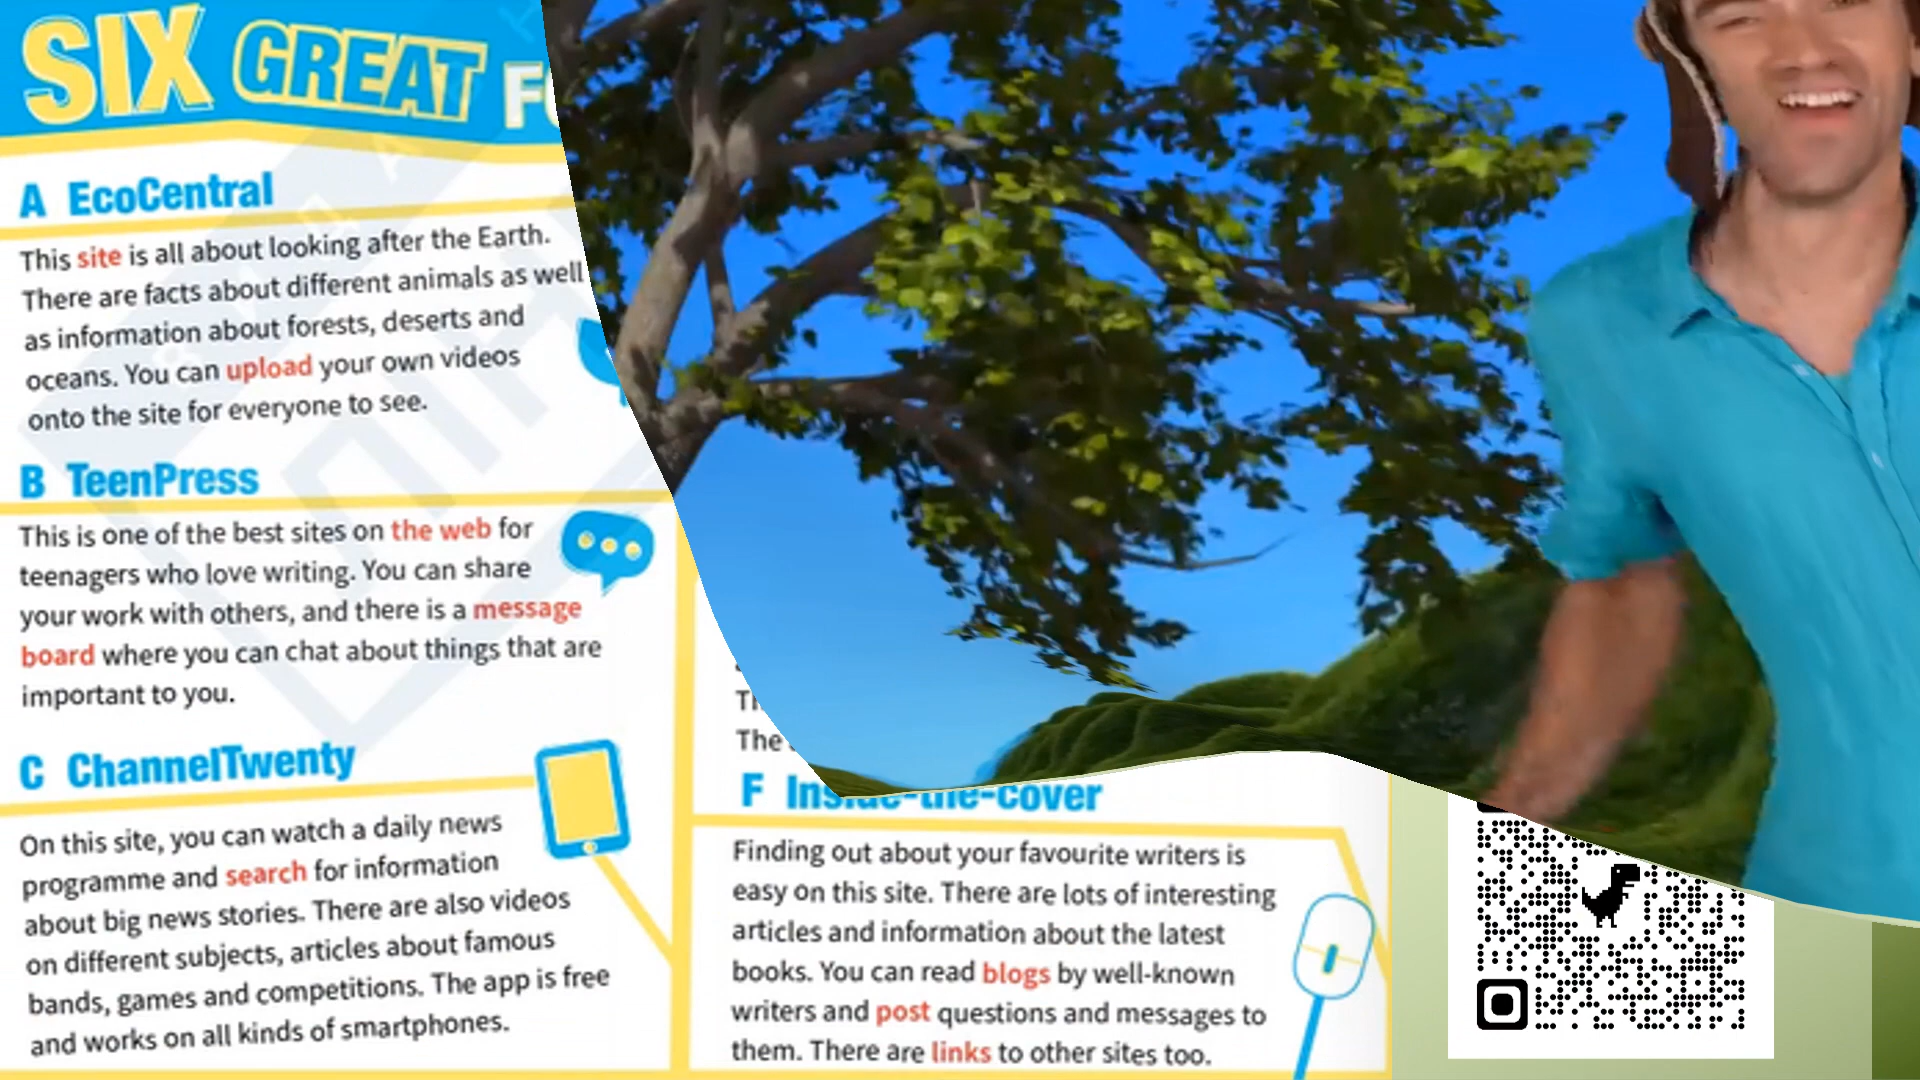 SIX GREAT
A EcoCentral
This site is all about looking after the Earth.
There are facts about different animals as well
as information about forests, deserts and
oceans. You can upload your own videos
onto the site for everyone to see.
B TeenPress
This is one of the best sites on the web for
teenagers who love writing. You can share
your work with others, and there is a message
board where you can chat about things that are
important to you.
C ChannelTwenty
On this site, you can watch a daily news
programme and search for information
about big news stories. There are also videos
on different subjects, articles about famous
bands, games and competitions. The app is free
and works on all kinds of smartphones.
The
F Inside-the-cover
Finding out about your favourite writers is
easy on this site. There are lots of interesting
articles and information about the latest
books. You can read blogs by well-known
writers and post questions and messages to
them. There are links to other sites too.